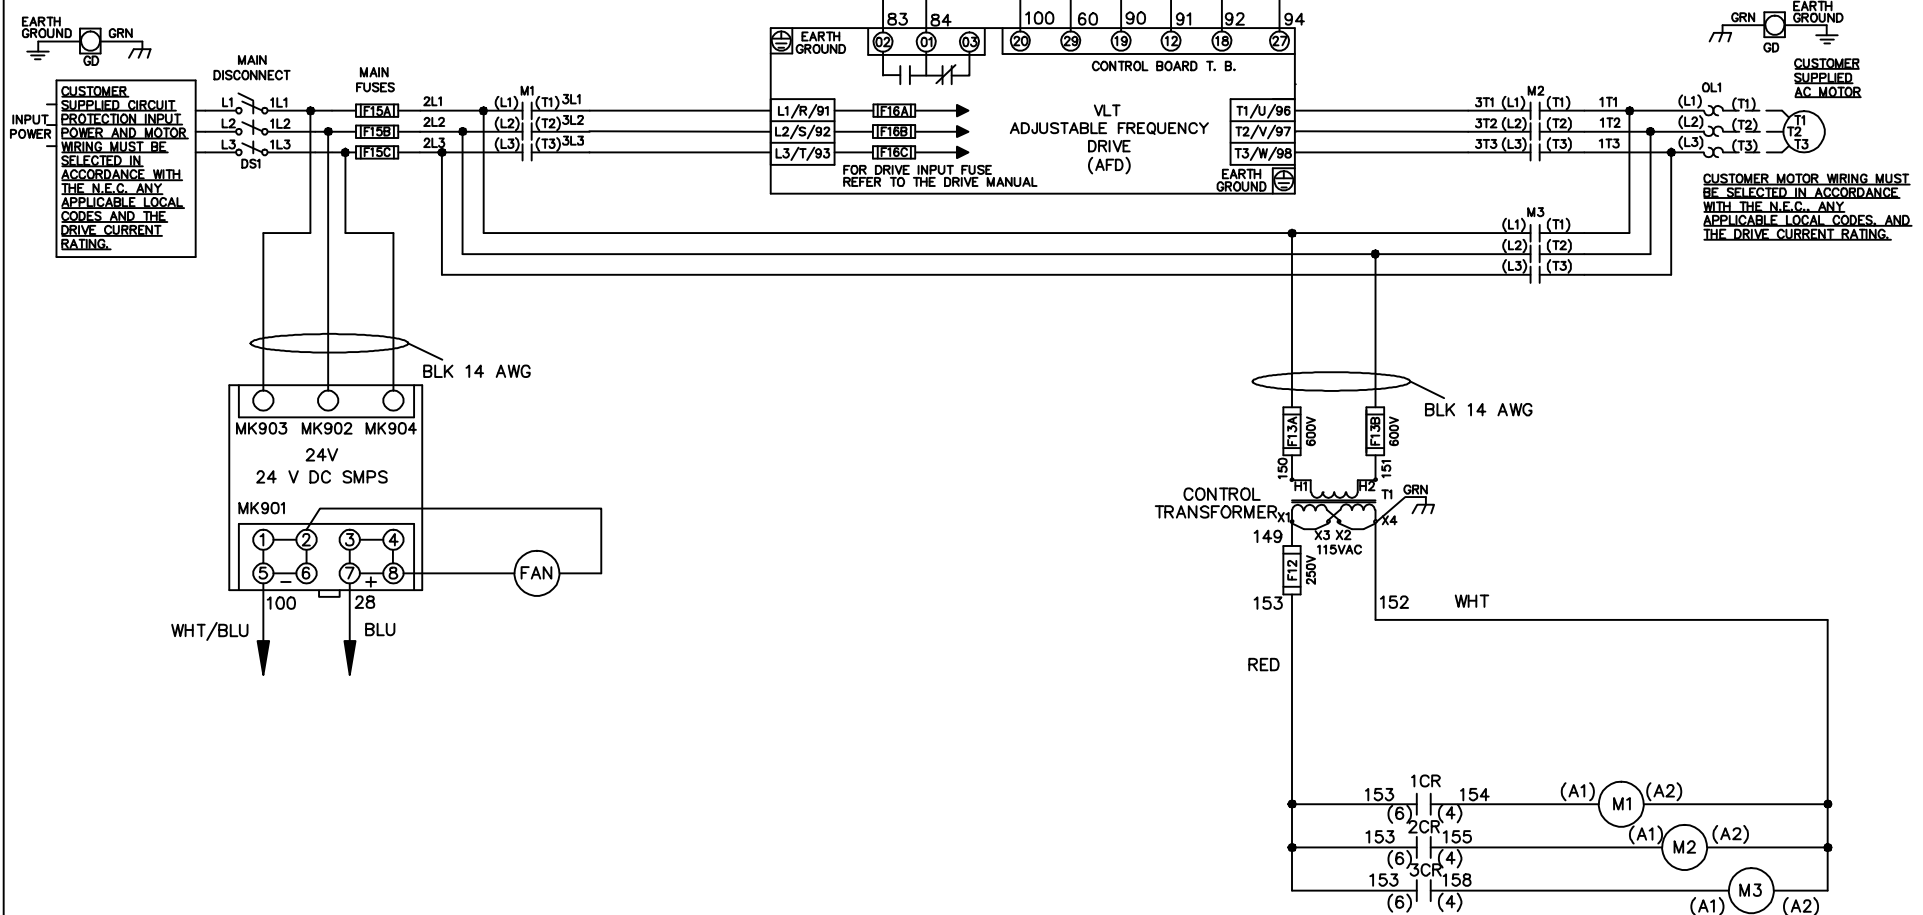 83 84 100 60 90 91 92 94
EARTH
GROUND
GRN
GD
EARTH
GROUND
02 01 03
20 29 19 12 18 27
CONTROL BOARD T. B.
GRN
EARTH
GROUND
GD
INPUT
POWER
CUSTOMER
SUPPLIED CIRCUIT
PROTECTION INPUT
POWER AND MOTOR
WIRING MUST BE
SELECTED IN
ACCORDANCE WITH
THE N.E.C. ANY
APPLICABLE LOCAL
CODES AND THE
DRIVE CURRENT
RATING.
MAIN
DISCONNECT
L1 1L1
L2 1L2
L3 1L3
DS1
MAIN
FUSES
F15A 2L1
F15B 2L2
F15C 2L3
M1
(L1) (T1) 3L1
(L2) (T2) 3L2
(L3) (T3) 3L3
L1/R/91 F16A
L2/S/92 F16B
L3/T/93 F16C
FOR DRIVE INPUT FUSE
REFER TO THE DRIVE MANUAL
VLT
ADJUSTABLE FREQUENCY
DRIVE
(AFD)
T1/U/96
T2/V/97
T3/W/98
EARTH
GROUND
M2
3T1 (L1) (T1) 1T1
3T2 (L2) (T2) 1T2
3T3 (L3) (T3) 1T3
OL1
(L1) (T1)
(L2) (T2)
(L3) (T3)
CUSTOMER
SUPPLIED
AC MOTOR
T1
T2
T3
CUSTOMER MOTOR WIRING MUST
BE SELECTED IN ACCORDANCE
WITH THE N.E.C., ANY
APPLICABLE LOCAL CODES, AND
THE DRIVE CURRENT RATING.
M3
(L1) (T1)
(L2) (T2)
(L3) (T3)
BLK 14 AWG
MK903 MK902 MK904
24V
24 V DC SMPS
MK901
1 2 3 4
5 - 6 7 + 8
FAN
100 28
WHT/BLU
BLU
BLK 14 AWG
F13A
600V
F13B
600V
150
151
H1 H2
T1
GRN
CONTROL
TRANSFORMER
X1 X3 X2 X4
115VAC
149
F12
250V
153
152
WHT
RED
1CR
153 154
(6) (4)
(A1) M1 (A2)
2CR
153 155
(6) (4)
(A1) M2 (A2)
3CR
153 158
(6) (4)
(A1) M3 (A2)